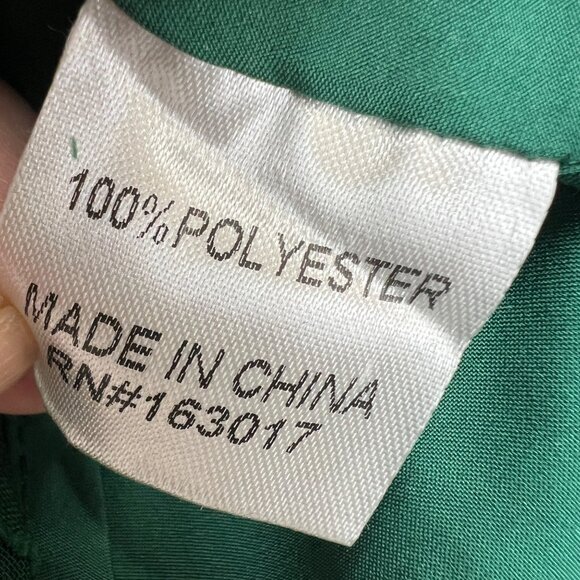 100% POLYESTER
MADE IN CHINA
RN#163017